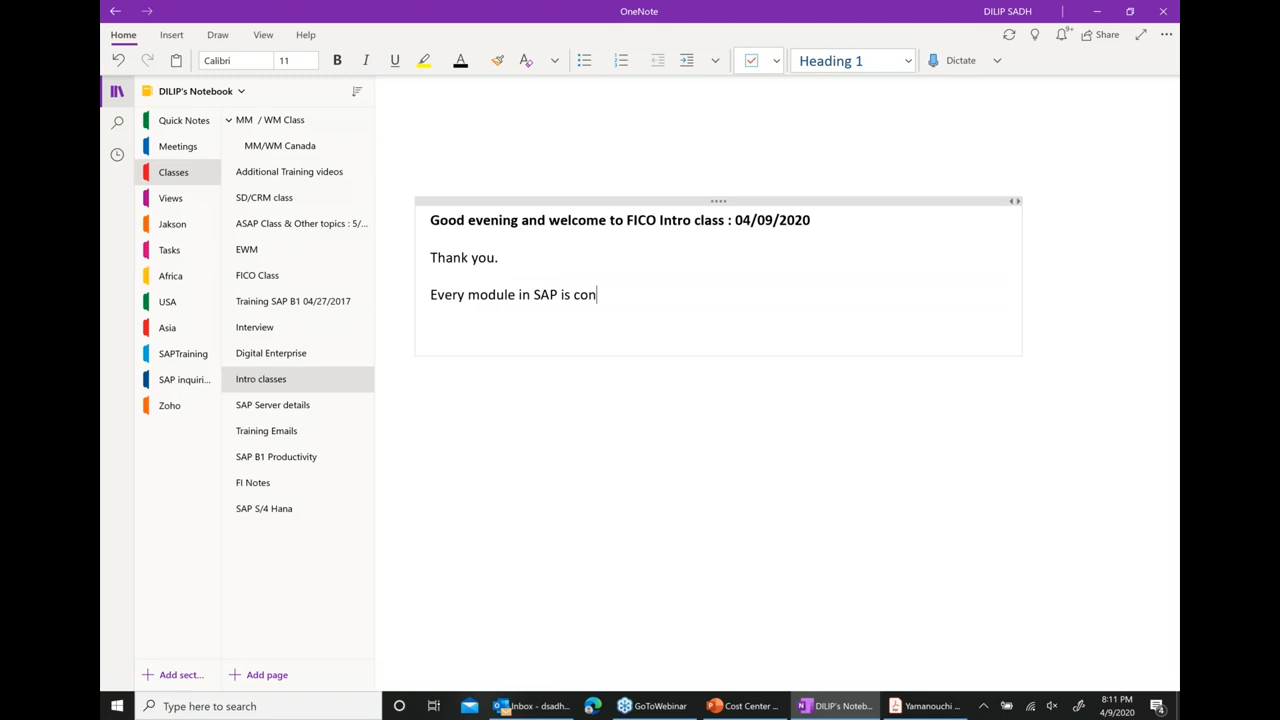 OneNote
DILIP SADH
Home Insert Draw View Help
9+ Share
Calibri 11 B I U A A Heading 1 Dictate
DILIP's Notebook
Quick Notes
Meetings
Classes
Views
Jakson
Tasks
Africa
USA
Asia
SAPTraining
SAP inquiri...
Zoho
MM / WM Class
MM/WM Canada
Additional Training videos
SD/CRM class
ASAP Class & Other topics : 5/...
EWM
FICO Class
Training SAP B1 04/27/2017
Interview
Digital Enterprise
Intro classes
SAP Server details
Training Emails
SAP B1 Productivity
FI Notes
SAP S/4 Hana
Good evening and welcome to FICO Intro class : 04/09/2020
Thank you.
Every module in SAP is con
Add sect...
Add page
Type here to search
Inbox - dsadh...
GoToWebinar
Cost Center ...
DILIP's Noteb...
Yamanouchi ...
8:11 PM
4/9/2020
4